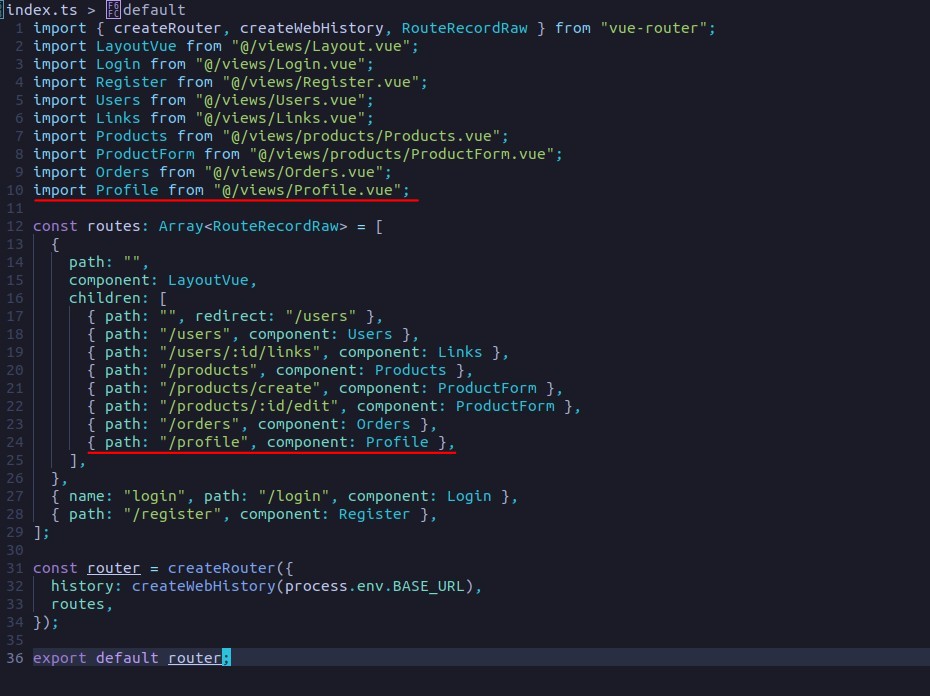 index.ts > default
1 import { createRouter, createWebHistory, RouteRecordRaw } from "vue-router";
2 import LayoutVue from "@/views/Layout.vue";
3 import Login from "@/views/Login.vue";
4 import Register from "@/views/Register.vue";
5 import Users from "@/views/Users.vue";
6 import Links from "@/views/Links.vue";
7 import Products from "@/views/products/Products.vue";
8 import ProductForm from "@/views/products/ProductForm.vue";
9 import Orders from "@/views/Orders.vue";
10 import Profile from "@/views/Profile.vue";
11
12 const routes: Array<RouteRecordRaw> = [
13   {
14     path: "",
15     component: LayoutVue,
16     children: [
17       { path: "", redirect: "/users" },
18       { path: "/users", component: Users },
19       { path: "/users/:id/links", component: Links },
20       { path: "/products", component: Products },
21       { path: "/products/create", component: ProductForm },
22       { path: "/products/:id/edit", component: ProductForm },
23       { path: "/orders", component: Orders },
24       { path: "/profile", component: Profile },
25     ],
26   },
27   { name: "login", path: "/login", component: Login },
28   { path: "/register", component: Register },
29 ];
30
31 const router = createRouter({
32   history: createWebHistory(process.env.BASE_URL),
33   routes,
34 });
35
36 export default router;